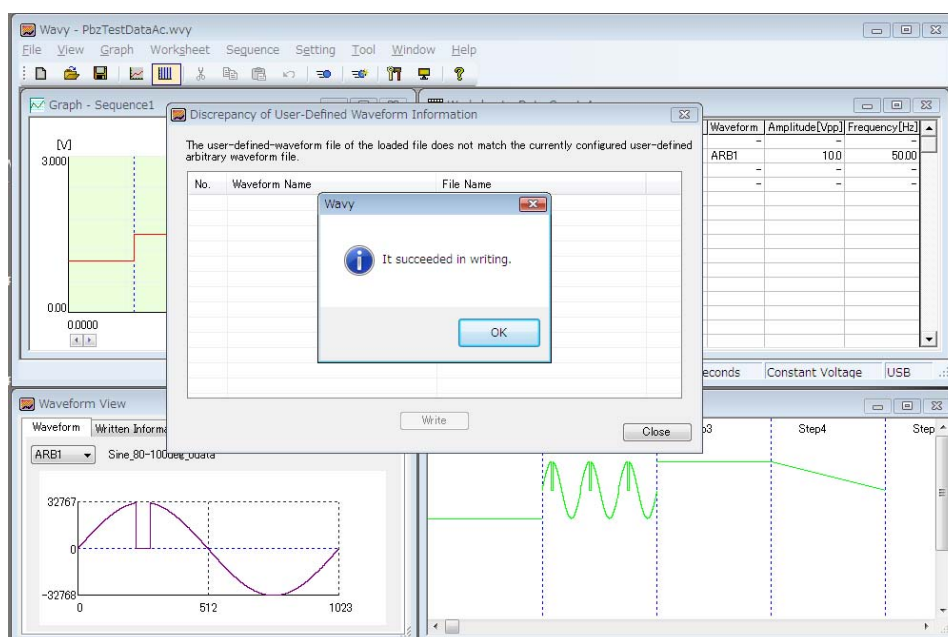 Wavy - PbzTestDataAc.wvy
File View Graph Worksheet Sequence Setting Tool Window Help
Graph - Sequence1
[V]
3.000
0.00
0.0000
Discrepancy of User-Defined Waveform Information
The user-defined-waveform file of the loaded file does not match the currently configured user-defined
arbitrary waveform file.
No. Waveform Name File Name
Wavy
It succeeded in writing.
OK
Write
Close
Waveform Amplitude[Vpp] Frequency[Hz]
- - -
ARB1 10.0 50.00
- - -
- - -
Constant Voltage USB
Waveform View
Waveform Written
ARB1
32767
0
-32768
0 512 1023
Step4 Step